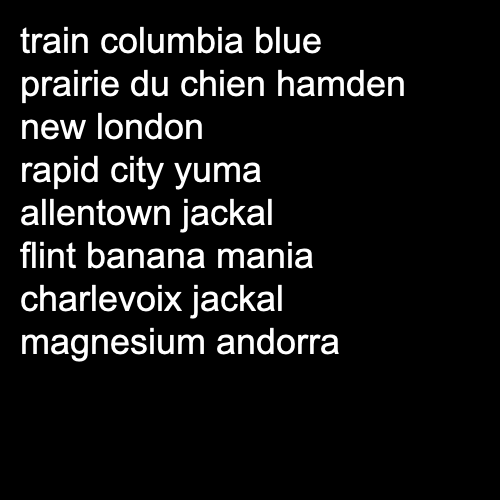 train columbia blue
prairie du chien hamden
new london
rapid city yuma
allentown jackal
flint banana mania
charlevoix jackal
magnesium andorra